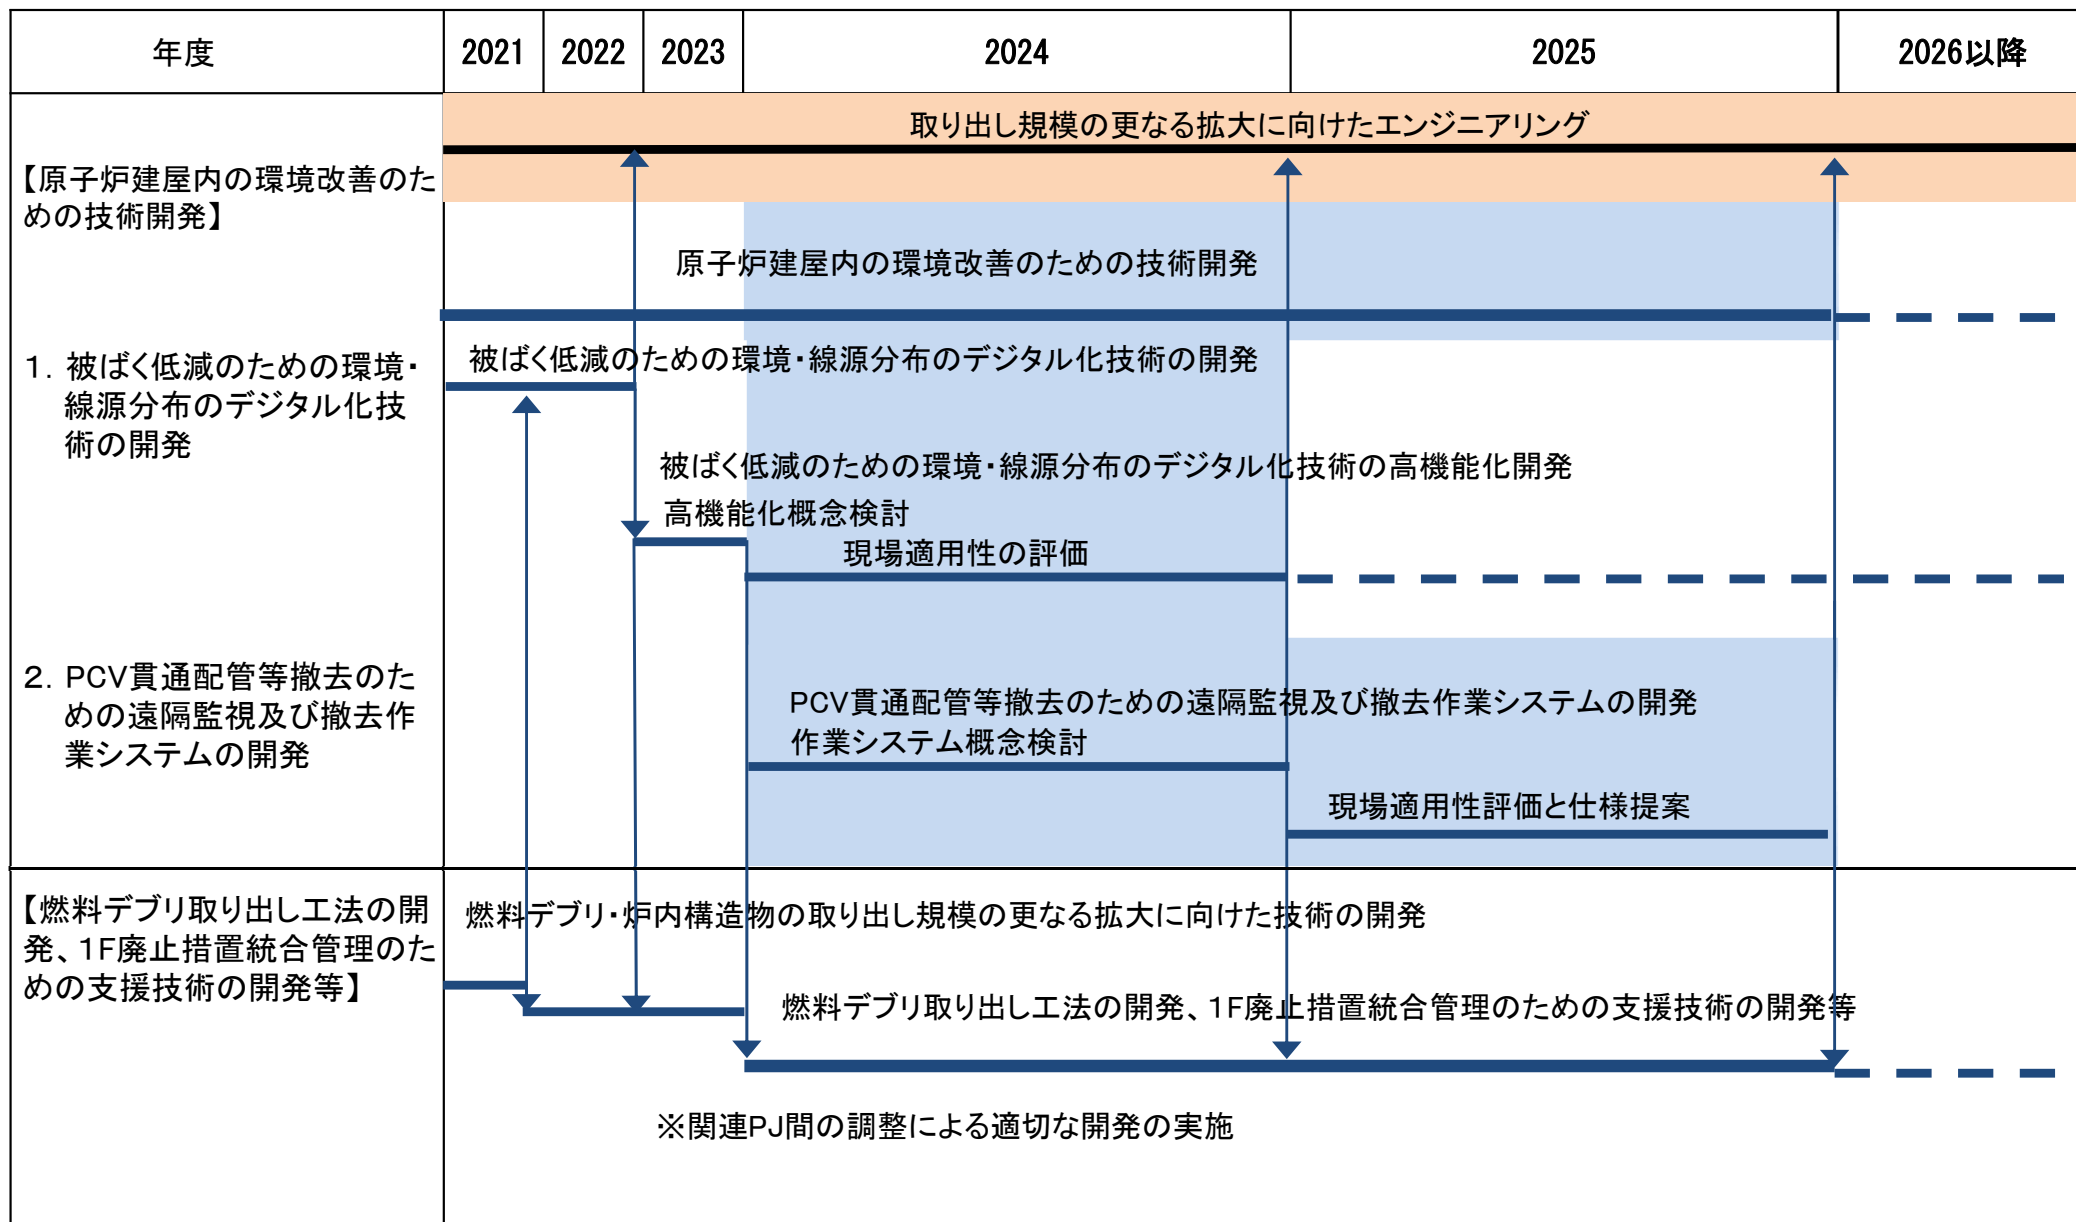 年度
2021
2022
2023
2024
2025
2026以降
取り出し規模の更なる拡大に向けたエンジニアリング
【原子炉建屋内の環境改善のた
めの技術開発】
原子炉建屋内の環境改善のための技術開発
1. 被ばく低減のための環境・
線源分布のデジタル化技
術の開発
被ばく低減のための環境・線源分布のデジタル化技術の開発
被ばく低減のための環境・線源分布のデジタル化技術の高機能化開発
高機能化概念検討
現場適用性の評価
2. PCV貫通配管等撤去のた
めの遠隔監視及び撤去作
業システムの開発
PCV貫通配管等撤去のための遠隔監視及び撤去作業システムの開発
作業システム概念検討
現場適用性評価と仕様提案
【燃料デブリ取り出し工法の開
発、1F廃止措置統合管理のた
めの支援技術の開発等】
燃料デブリ・炉内構造物の取り出し規模の更なる拡大に向けた技術の開発
燃料デブリ取り出し工法の開発、1F廃止措置統合管理のための支援技術の開発等
※関連PJ間の調整による適切な開発の実施